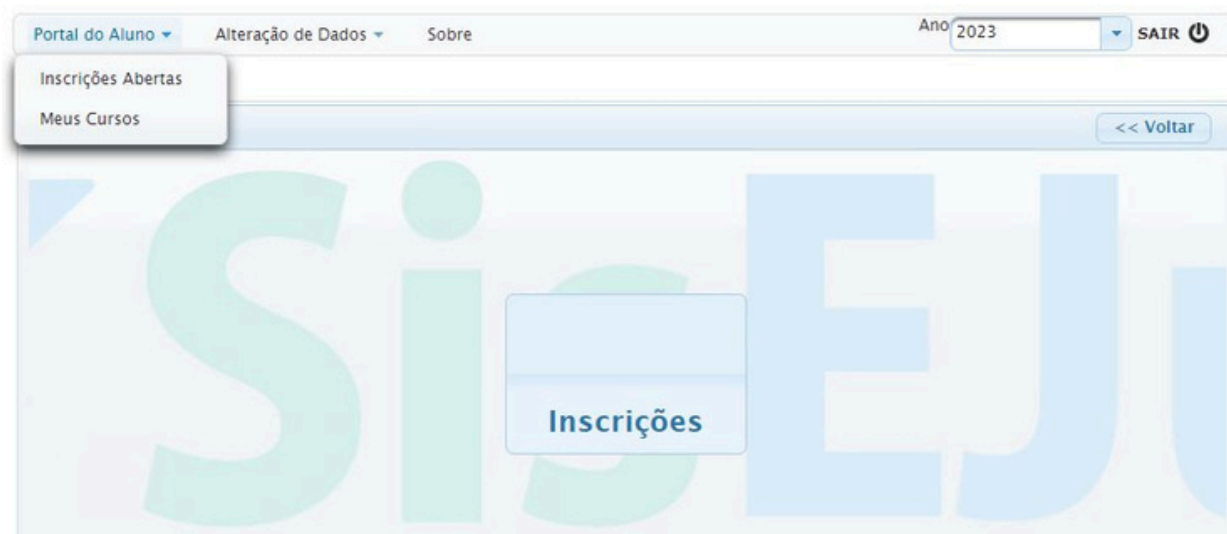 Portal do Aluno Alteração de Dados Sobre Ano 2023 SAIR
Inscrições Abertas
Meus Cursos
<< Voltar
SisEJu
Inscrições